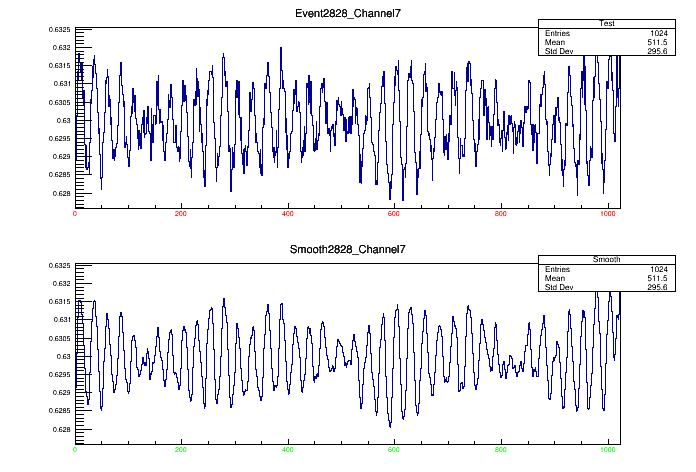 Event2828_Channel7
Test
Entries 1024
Mean 511.5
Std Dev 295.6
0.6325
0.632
0.6315
0.631
0.6305
0.63
0.6295
0.629
0.6285
0.628
0 200 400 600 800 1000
Smooth2828_Channel7
Smooth
Entries 1024
Mean 511.5
Std Dev 295.6
0.6325
0.632
0.6315
0.631
0.6305
0.63
0.6295
0.629
0.6285
0.628
0 200 400 600 800 1000